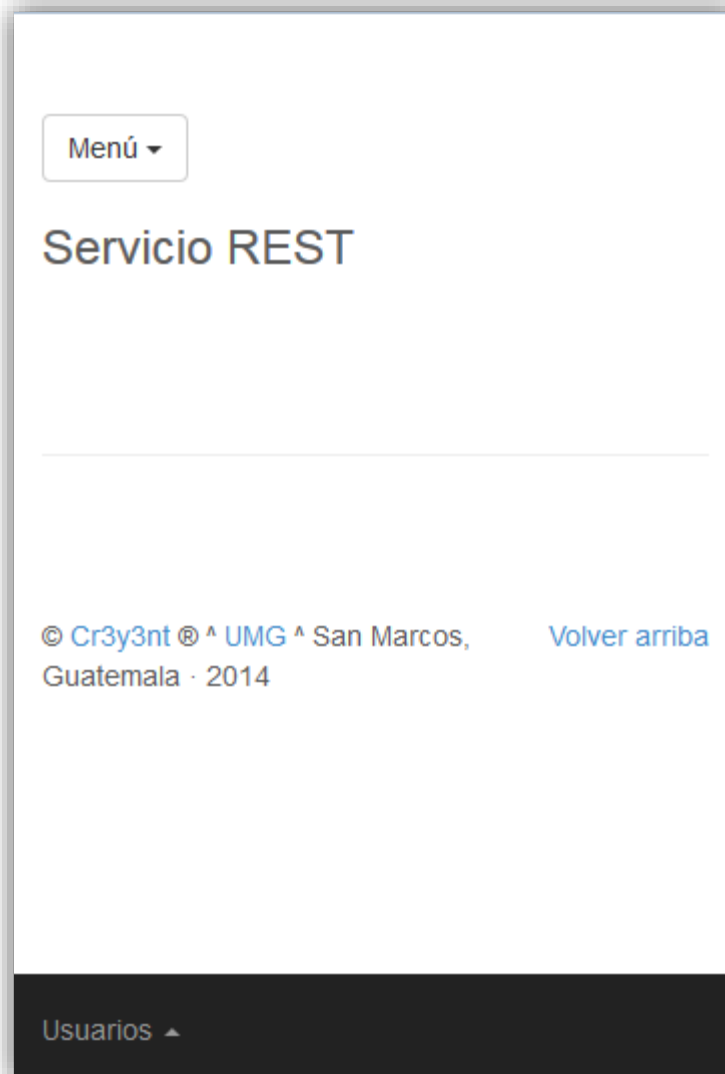 Menú
Servicio REST
© Cr3y3nt ® ^ UMG ^ San Marcos, Volver arriba
Guatemala · 2014
Usuarios